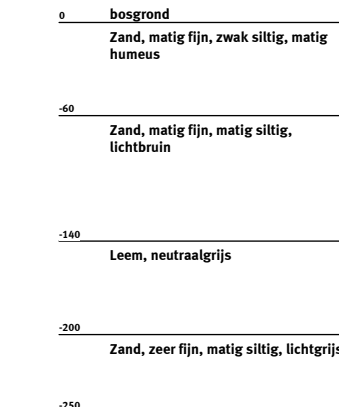 0 bosgrond
Zand, matig fijn, zwak siltig, matig
humeus
-60
Zand, matig fijn, matig siltig,
lichtbruin
-140
Leem, neutraalgrijs
-200
Zand, zeer fijn, matig siltig, lichtgrijs
-250